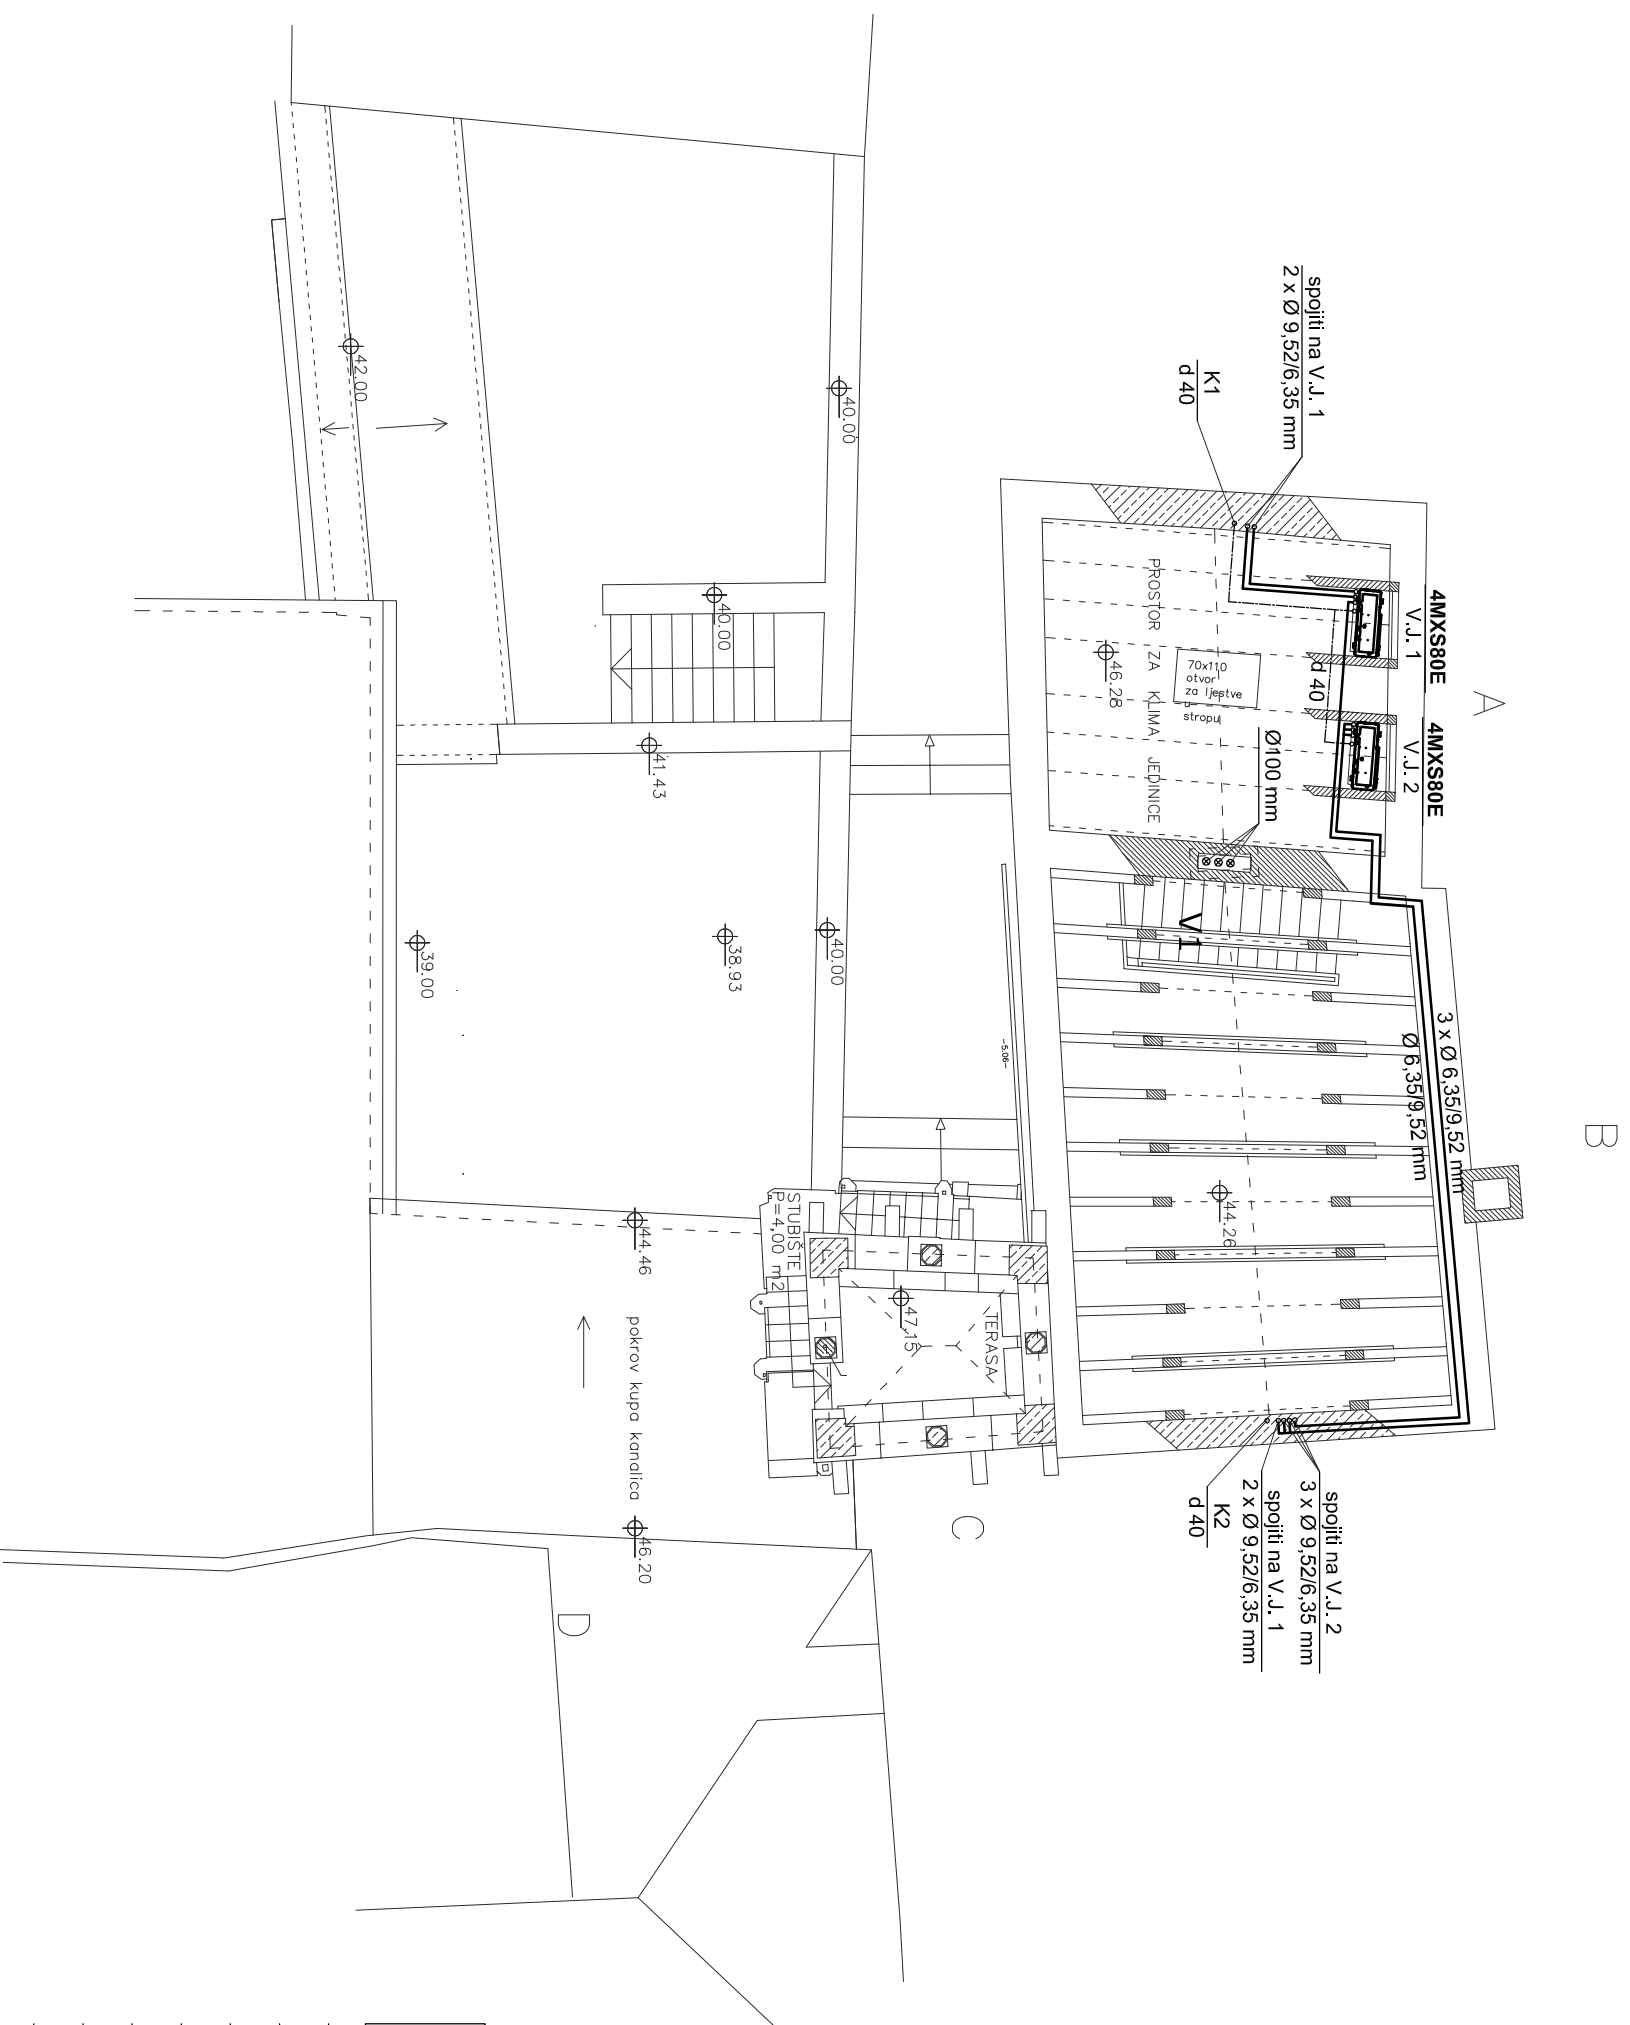 spojiti na V.J. 1
2 x Ø 9,52/6,35 mm
K1
d 40
4MXS80E
V.J. 1
4MXS80E
V.J. 2
A
B
C
D
PROSTOR ZA KLIMA JEDINICE
70x110
otvor
za ljestve
u
stropu
d 40
Ø100 mm
V 1
46.28
3 x Ø 6,35/9,52 mm
Ø 6,35/9,52 mm
44.26
-5.06-
42.00
40.00
40.00
41.43
40.00
38.93
39.00
STUBIŠTE
P=4,00 m2
TERASA
47.15
44.46
pokrov kupa kanalica
46.20
spojiti na V.J. 2
3 x Ø 9,52/6,35 mm
spojiti na V.J. 1
2 x Ø 9,52/6,35 mm
K2
d 40